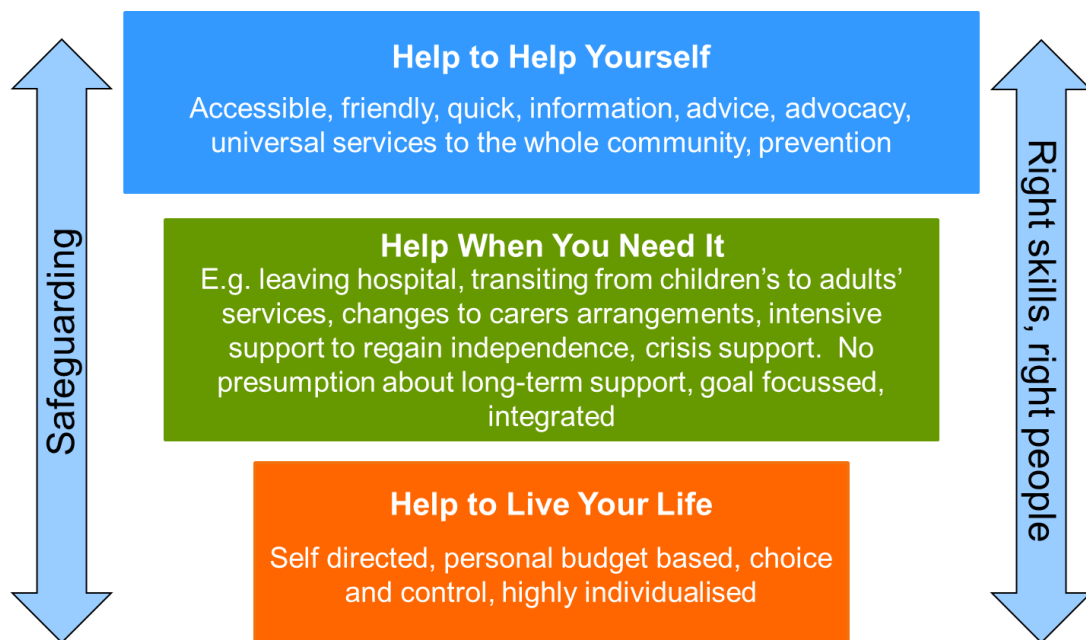 Help to Help Yourself
Accessible, friendly, quick, information, advice, advocacy,
universal services to the whole community, prevention
Safeguarding
Help When You Need It
E.g. leaving hospital, transiting from children’s to adults’
services, changes to carers arrangements, intensive
support to regain independence, crisis support.  No
presumption about long-term support, goal focussed,
integrated
Right skills, right people
Help to Live Your Life
Self directed, personal budget based, choice
and control, highly individualised